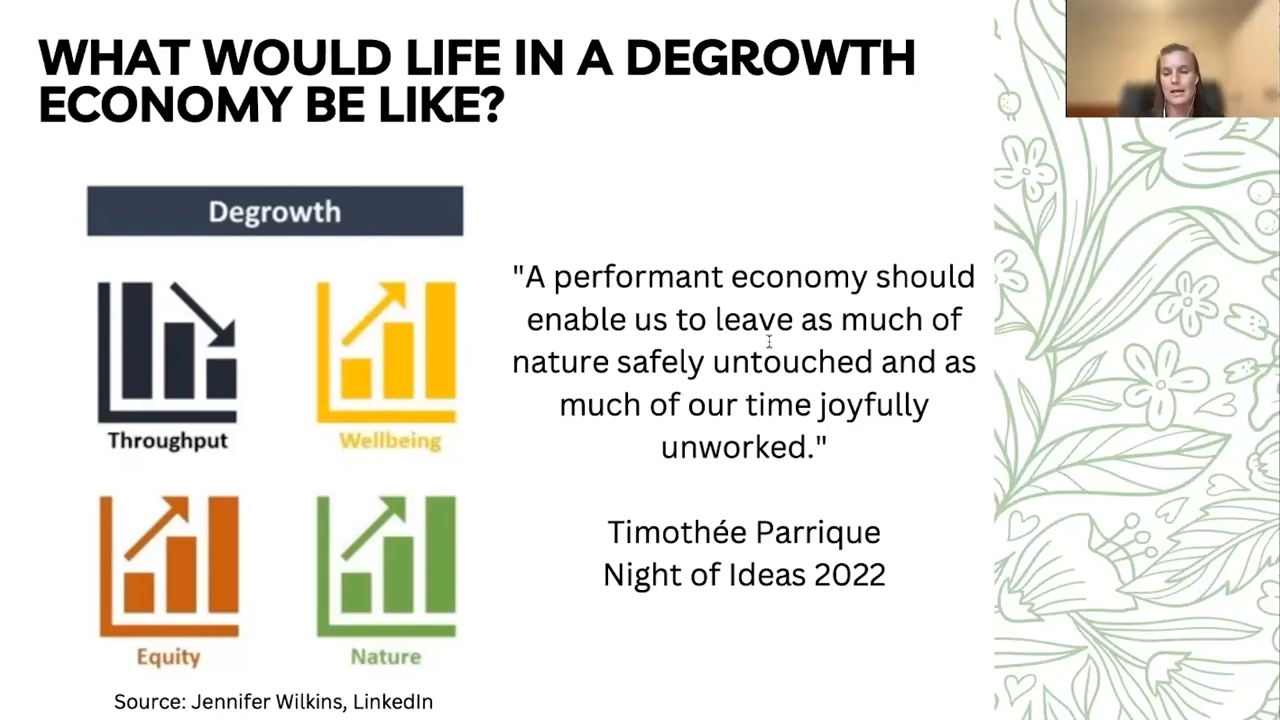 WHAT WOULD LIFE IN A DEGROWTH
ECONOMY BE LIKE?
Degrowth
Throughput
Wellbeing
Equity
Nature
Source: Jennifer Wilkins, LinkedIn
"A performant economy should
enable us to leave as much of
nature safely untouched and as
much of our time joyfully
unworked."
Timothée Parrique
Night of Ideas 2022